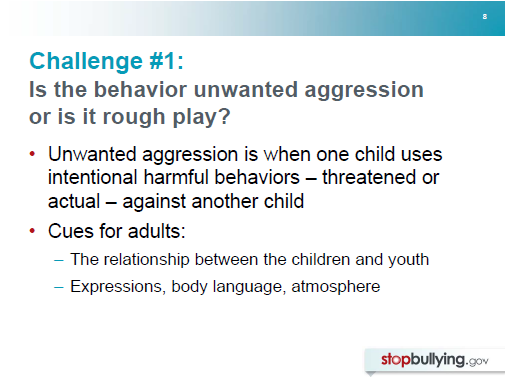 8
Challenge #1:
Is the behavior unwanted aggression
or is it rough play?
• Unwanted aggression is when one child uses
intentional harmful behaviors – threatened or
actual – against another child
• Cues for adults:
– The relationship between the children and youth
– Expressions, body language, atmosphere
stopbullying.gov